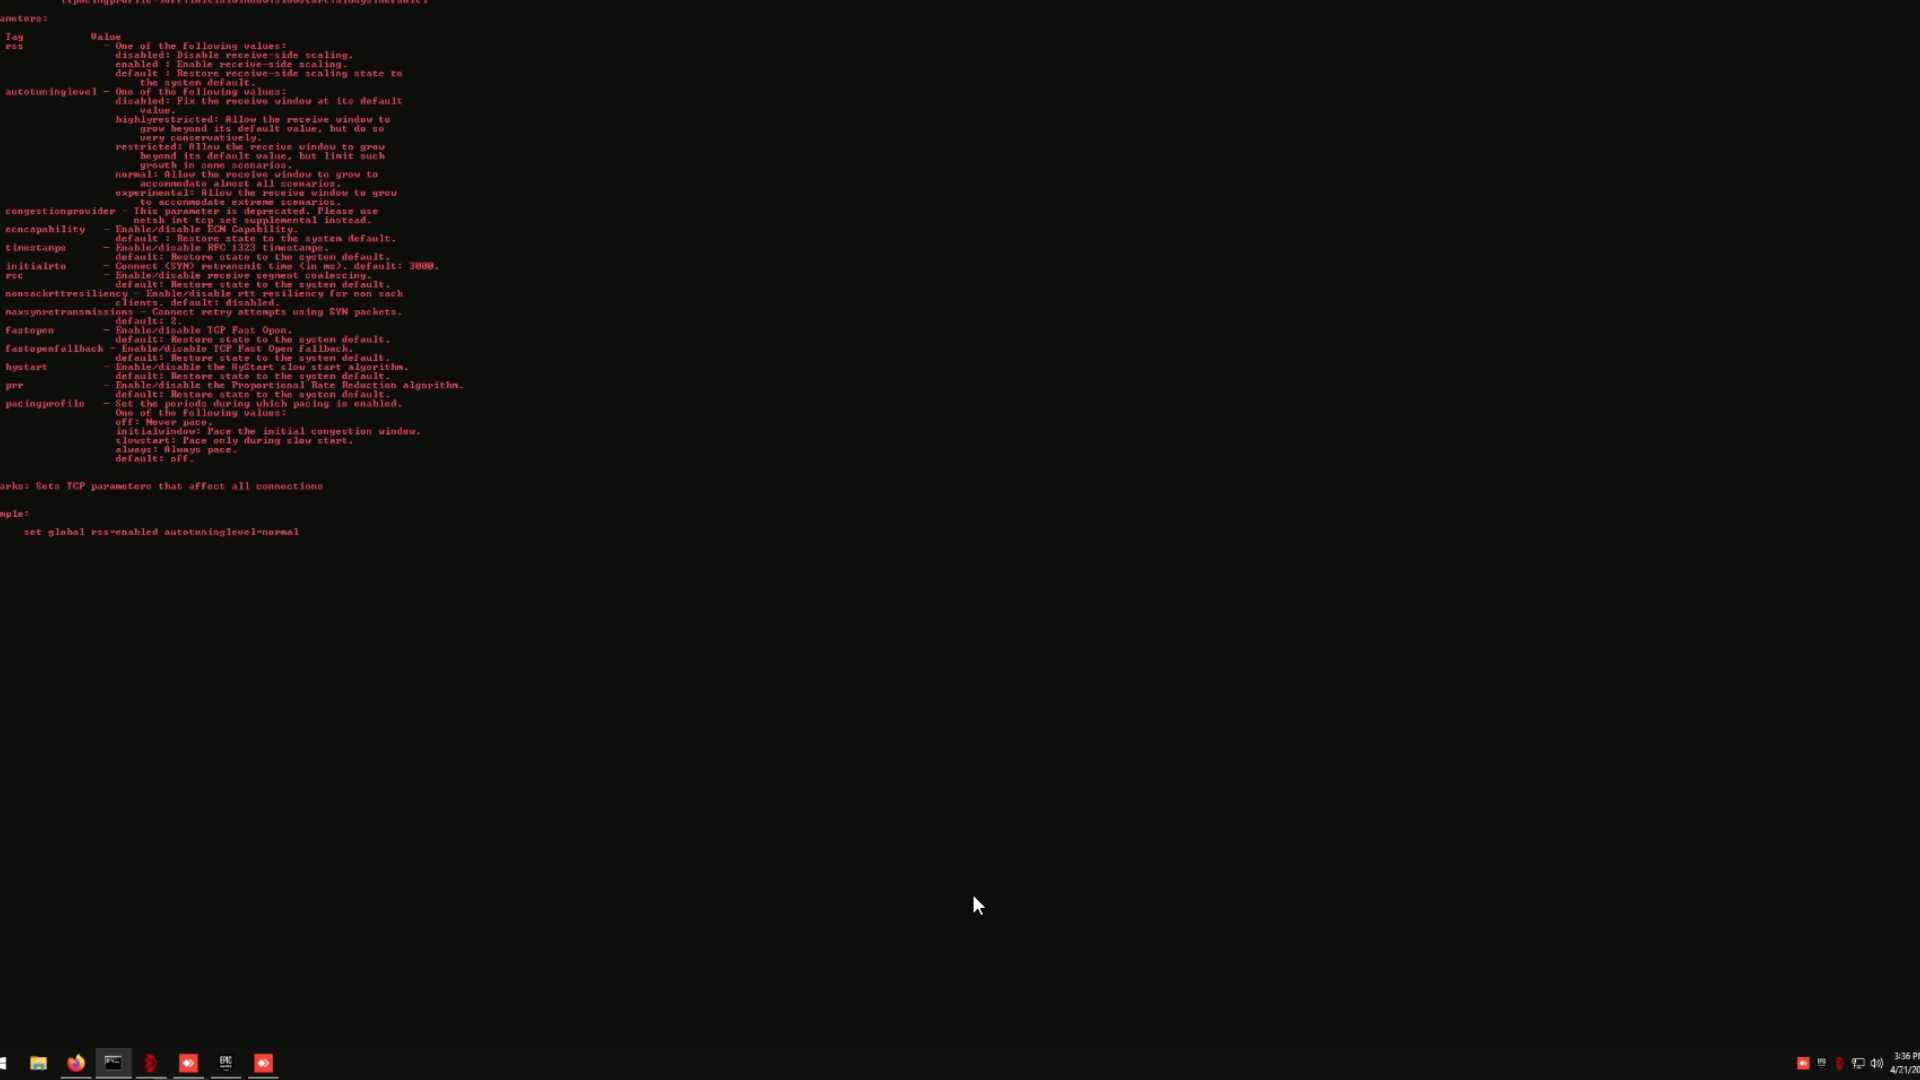 [[pacingprofile=]off|initialwindow|slowstart|always|default]
ameters:
Tag Value
rss - One of the following values:
disabled: Disable receive-side scaling.
enabled : Enable receive-side scaling.
default : Restore receive-side scaling state to
the system default.
autotuninglevel - One of the following values:
disabled: Fix the receive window at its default
value.
highlyrestricted: Allow the receive window to
grow beyond its default value, but do so
very conservatively.
restricted: Allow the receive window to grow
beyond its default value, but limit such
growth in some scenarios.
normal: Allow the receive window to grow to
accommodate almost all scenarios.
experimental: Allow the receive window to grow
to accommodate extreme scenarios.
congestionprovider - This parameter is deprecated. Please use
netsh int tcp set supplemental instead.
ecncapability - Enable/disable ECN Capability.
default : Restore state to the system default.
timestamps - Enable/disable RFC 1323 timestamps.
default: Restore state to the system default.
initialrto - Connect (SYN) retransmit time (in ms). default: 3000.
rsc - Enable/disable receive segment coalescing.
default: Restore state to the system default.
nonsackrttresiliency - Enable/disable rtt resiliency for non sack
clients. default: disabled.
maxsynretransmissions - Connect retry attempts using SYN packets.
default: 2.
fastopen - Enable/disable TCP Fast Open.
default: Restore state to the system default.
fastopenfallback - Enable/disable TCP Fast Open fallback.
default: Restore state to the system default.
hystart - Enable/disable the HyStart slow start algorithm.
default: Restore state to the system default.
prr - Enable/disable the Proportional Rate Reduction algorithm.
default: Restore state to the system default.
pacingprofile - Set the periods during which pacing is enabled.
One of the following values:
off: Never pace.
initialwindow: Pace the initial congestion window.
slowstart: Pace only during slow start.
always: Always pace.
default: off.
arks: Sets TCP parameters that affect all connections
mple:
set global rss=enabled autotuninglevel=normal
EPIC
3:36 P
4/21/20